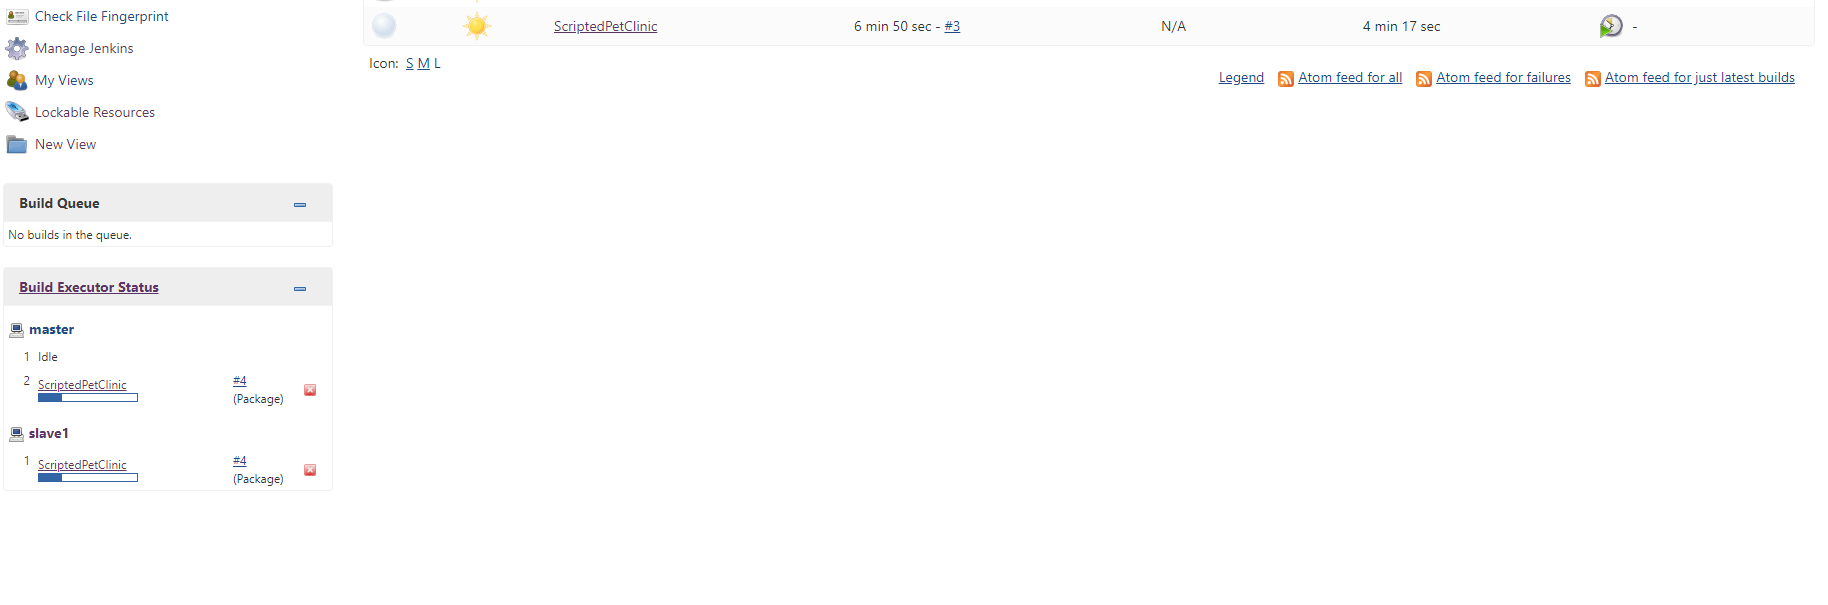 Check File Fingerprint
Manage Jenkins
My Views
Lockable Resources
New View
Build Queue
No builds in the queue.
Build Executor Status
master
1 Idle
2 ScriptedPetClinic #4
(Package)
slave1
1 ScriptedPetClinic #4
(Package)
ScriptedPetClinic 6 min 50 sec - #3 N/A 4 min 17 sec -
Icon: S M L
Legend Atom feed for all Atom feed for failures Atom feed for just latest builds